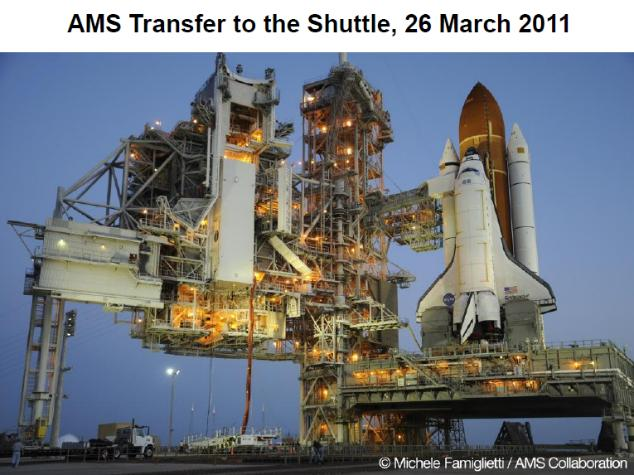 AMS Transfer to the Shuttle, 26 March 2011
© Michele Famiglietti / AMS Collaboration